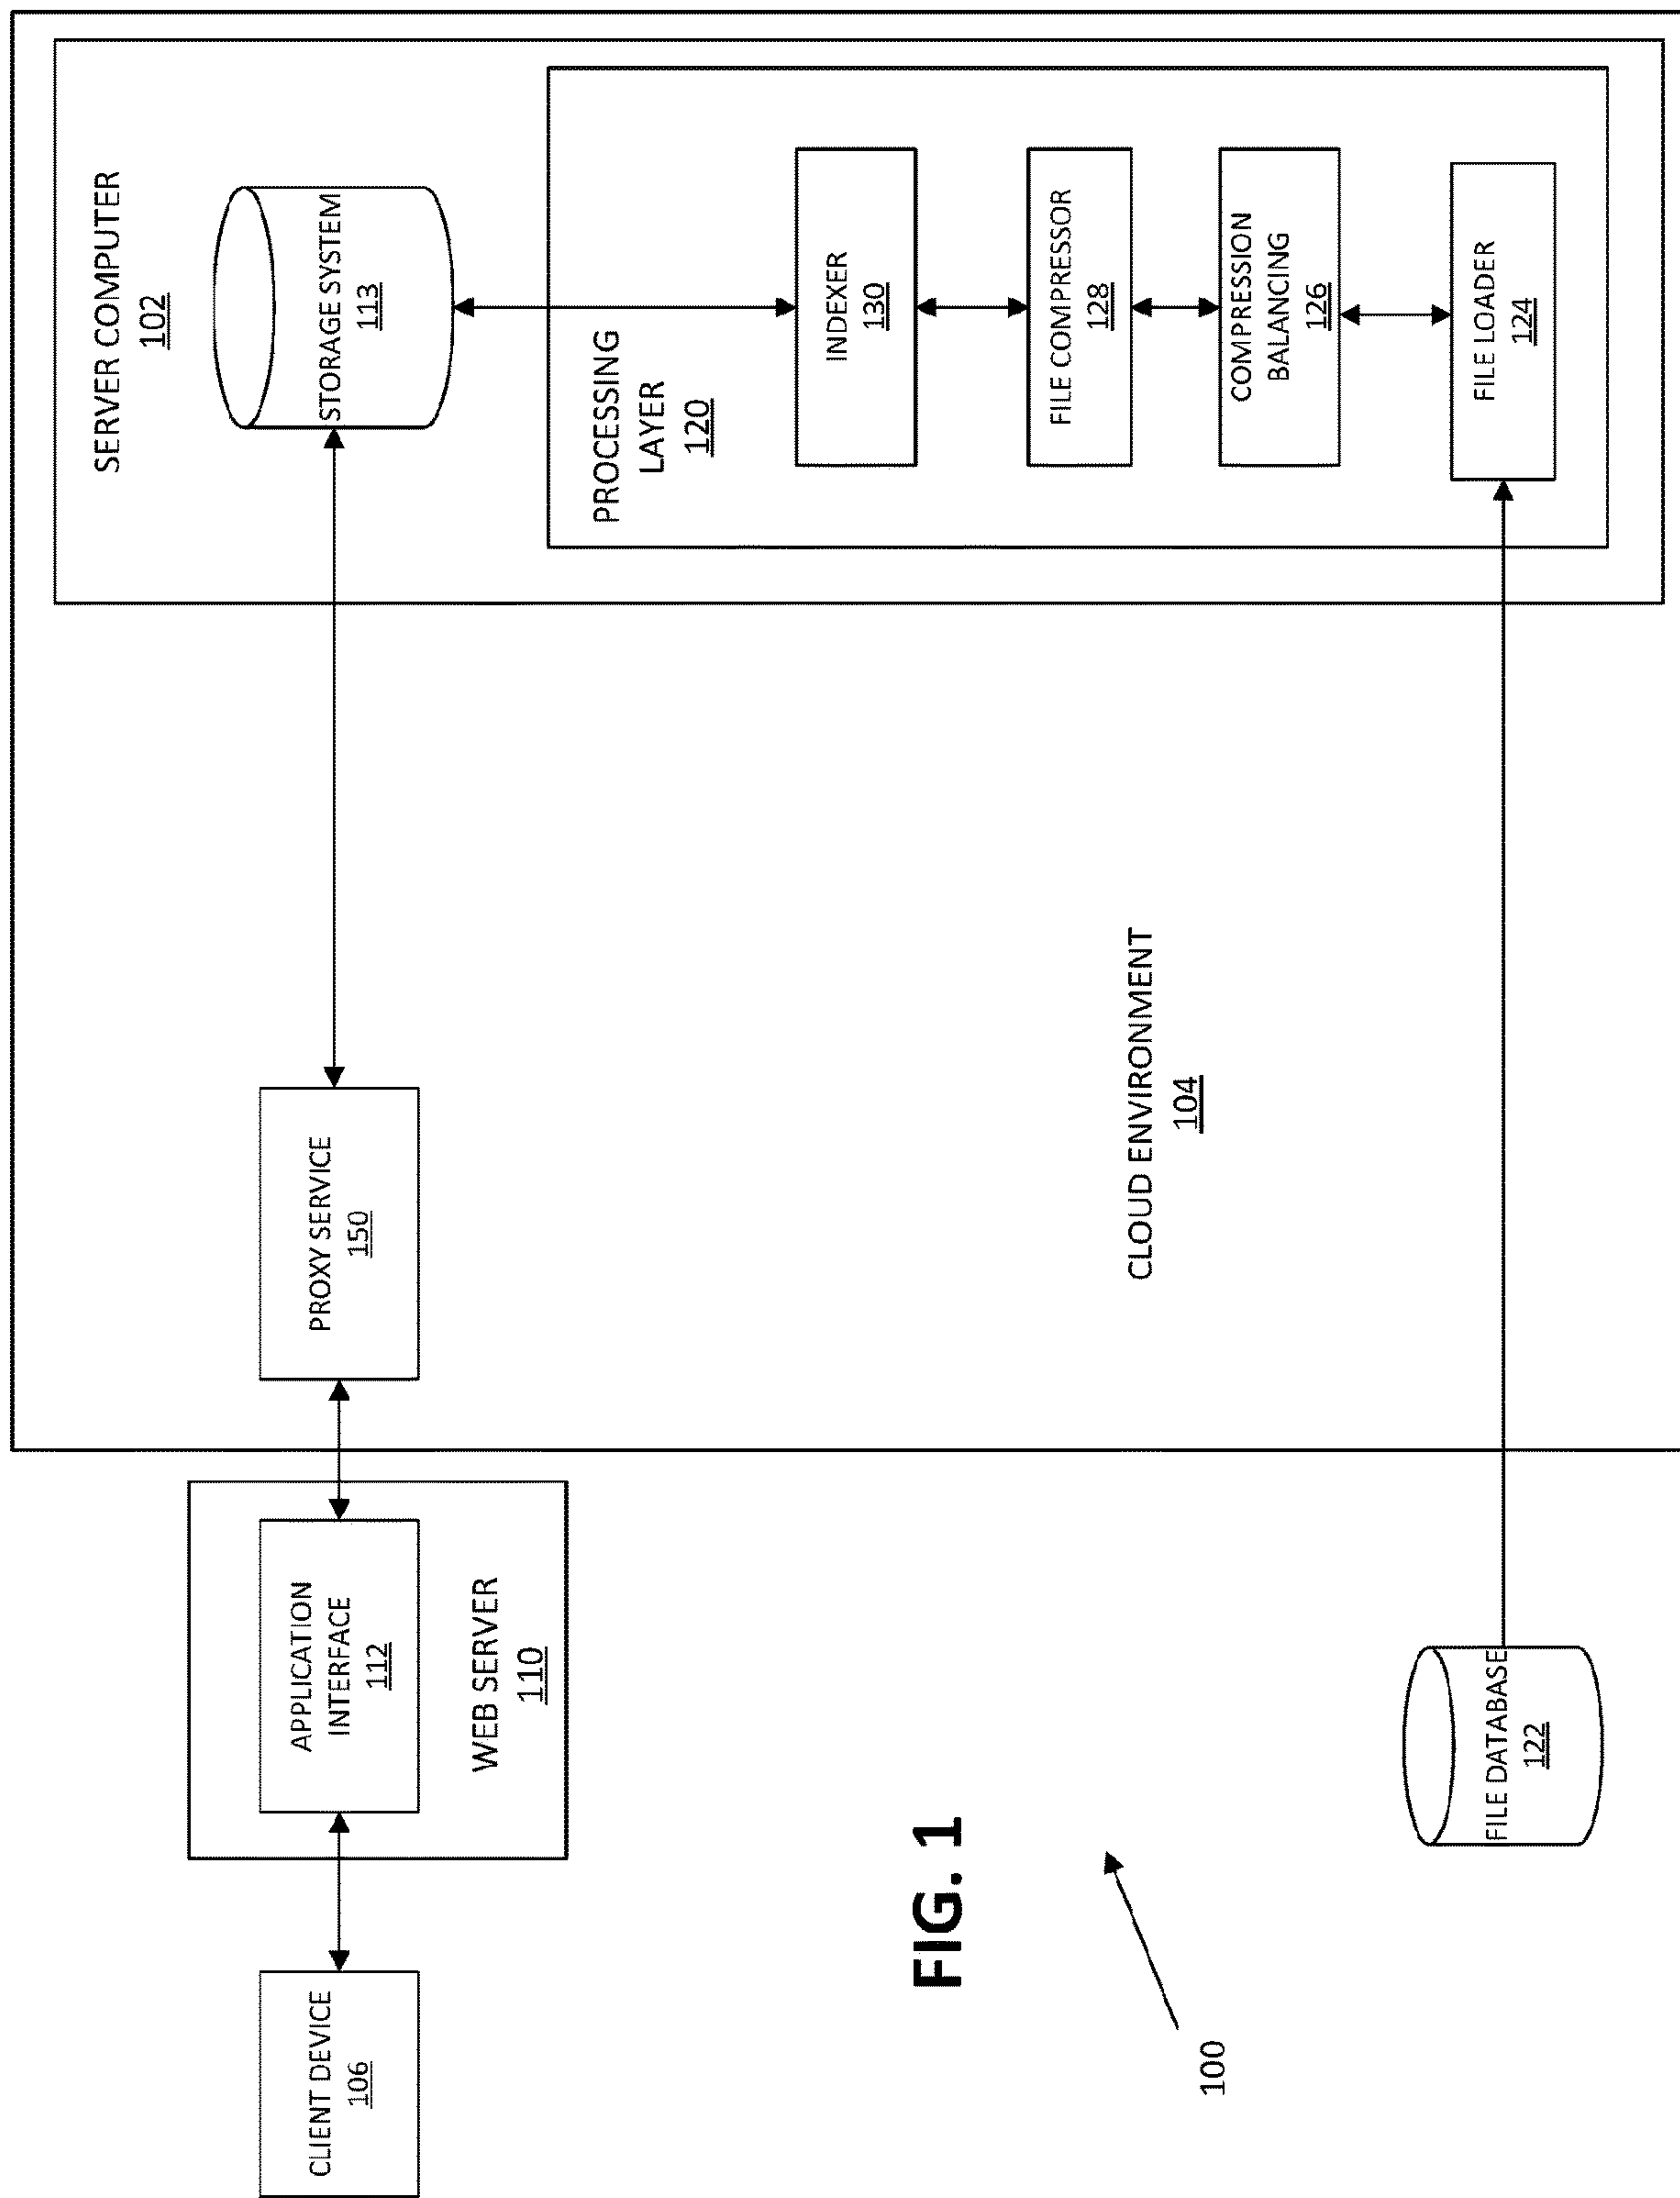 CLIENT DEVICE
106
APPLICATION
INTERFACE
112
WEB SERVER
110
PROXY SERVICE
150
SERVER COMPUTER
102
STORAGE SYSTEM
113
PROCESSING
LAYER
120
INDEXER
130
FILE COMPRESSOR
128
COMPRESSION
BALANCING
126
FILE LOADER
124
CLOUD ENVIRONMENT
104
FILE DATABASE
122
FIG. 1
100